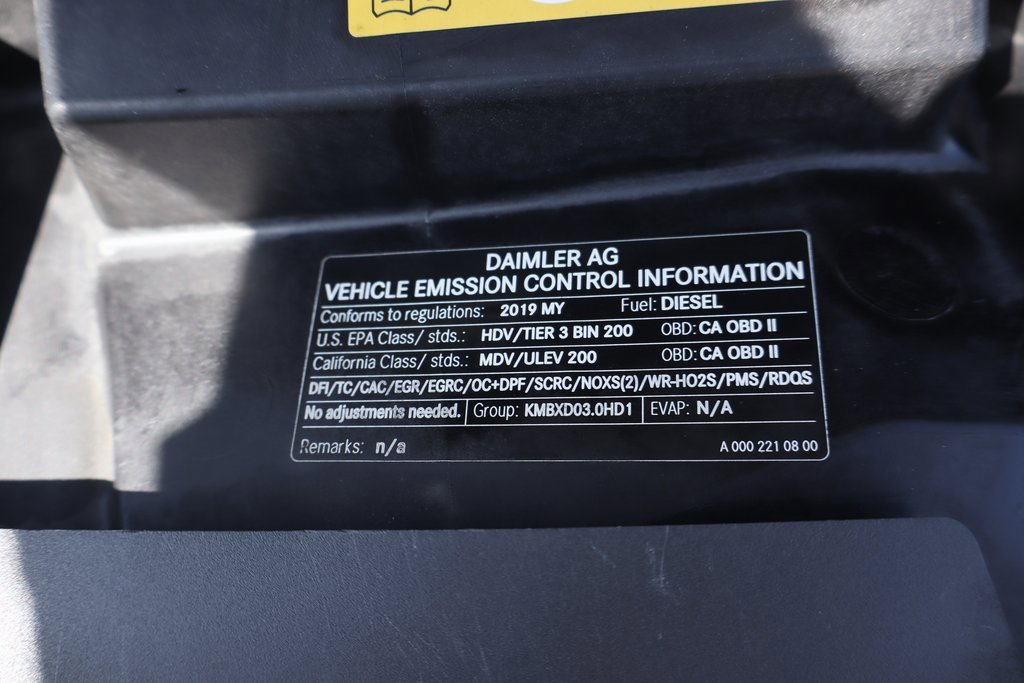 DAIMLER AG
VEHICLE EMISSION CONTROL INFORMATION
Conforms to regulations: 2019 MY Fuel: DIESEL
U.S. EPA Class/ stds.: HDV/TIER 3 BIN 200 OBD: CA OBD II
California Class/ stds.: MDV/ULEV 200 OBD: CA OBD II
DFI/TC/CAC/EGR/EGRC/OC+DPF/SCRC/NOXS(2)/WR-HO2S/PMS/RDQS
No adjustments needed. Group: KMBXD03.0HD1 EVAP: N/A
Remarks: n/a A 000 221 08 00